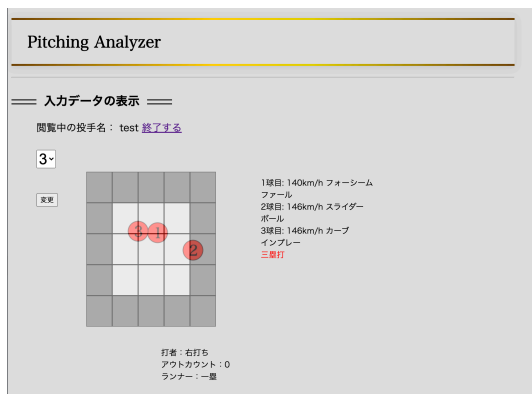 Pitching Analyzer
入力データの表示
閲覧中の投手名： test 終了する
3
変更
3 1 2
1球目: 140km/h フォーシーム
ファール
2球目: 146km/h スライダー
ボール
3球目: 146km/h カーブ
インプレー
三塁打
打者：右打ち
アウトカウント：0
ランナー：一塁